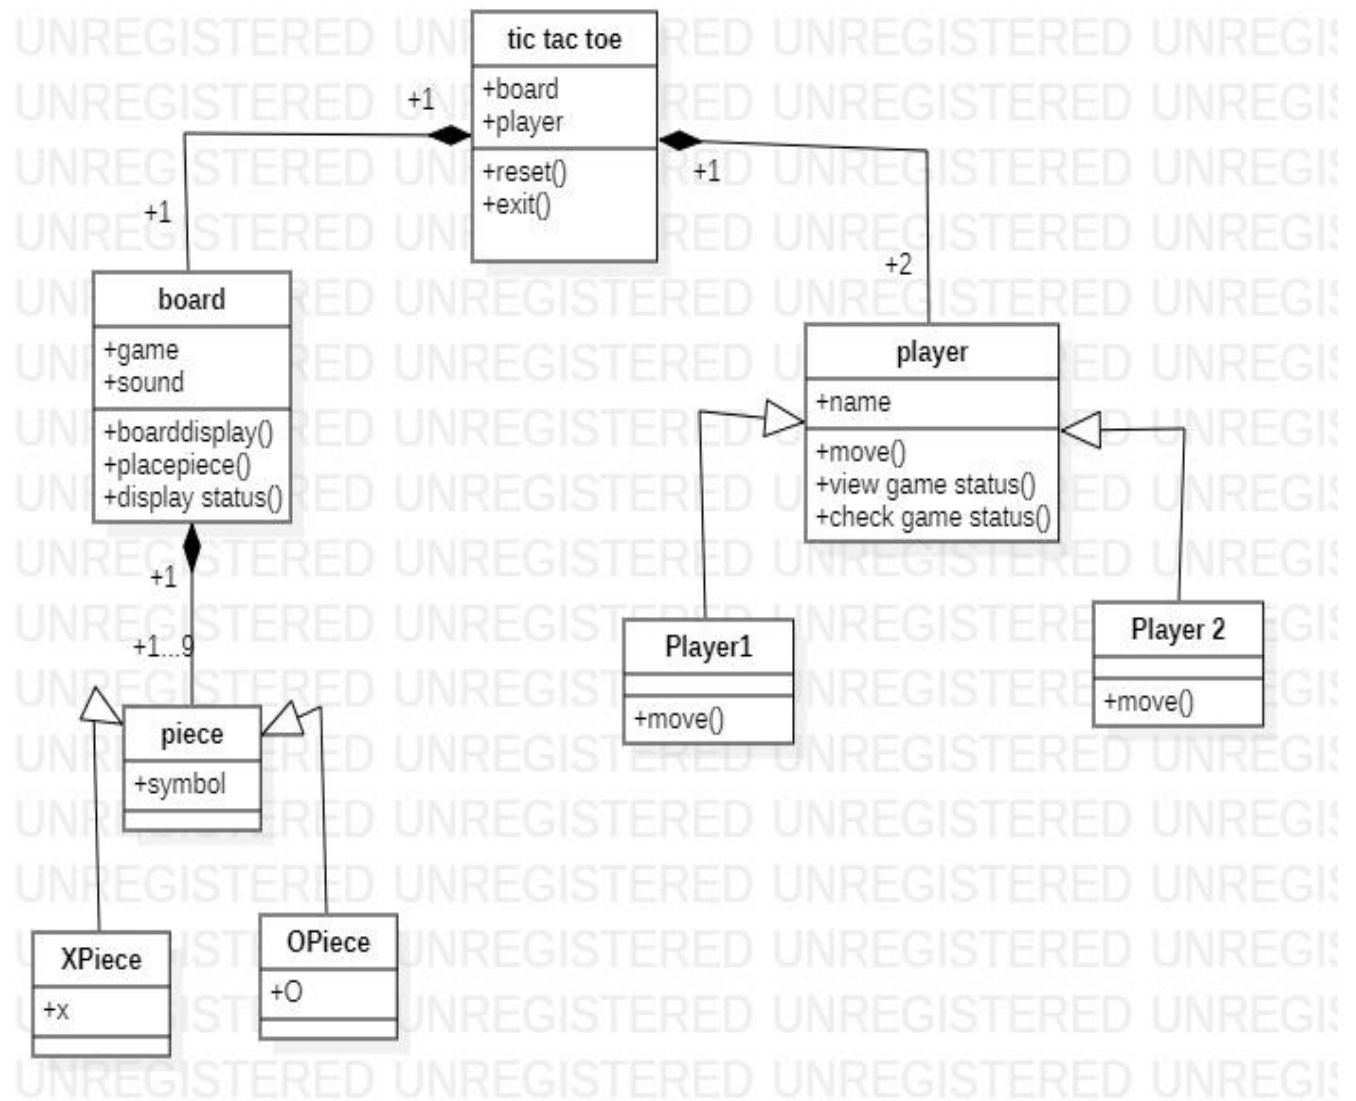 tic tac toe
+board
+player
+reset()
+exit()
+1
+1
+1
+2
board
+game
+sound
+boarddisplay()
+placepiece()
+display status()
player
+name
+move()
+view game status()
+check game status()
+1
+1...9
Player1
+move()
Player 2
+move()
piece
+symbol
XPiece
+x
OPiece
+O
UNREGISTERED